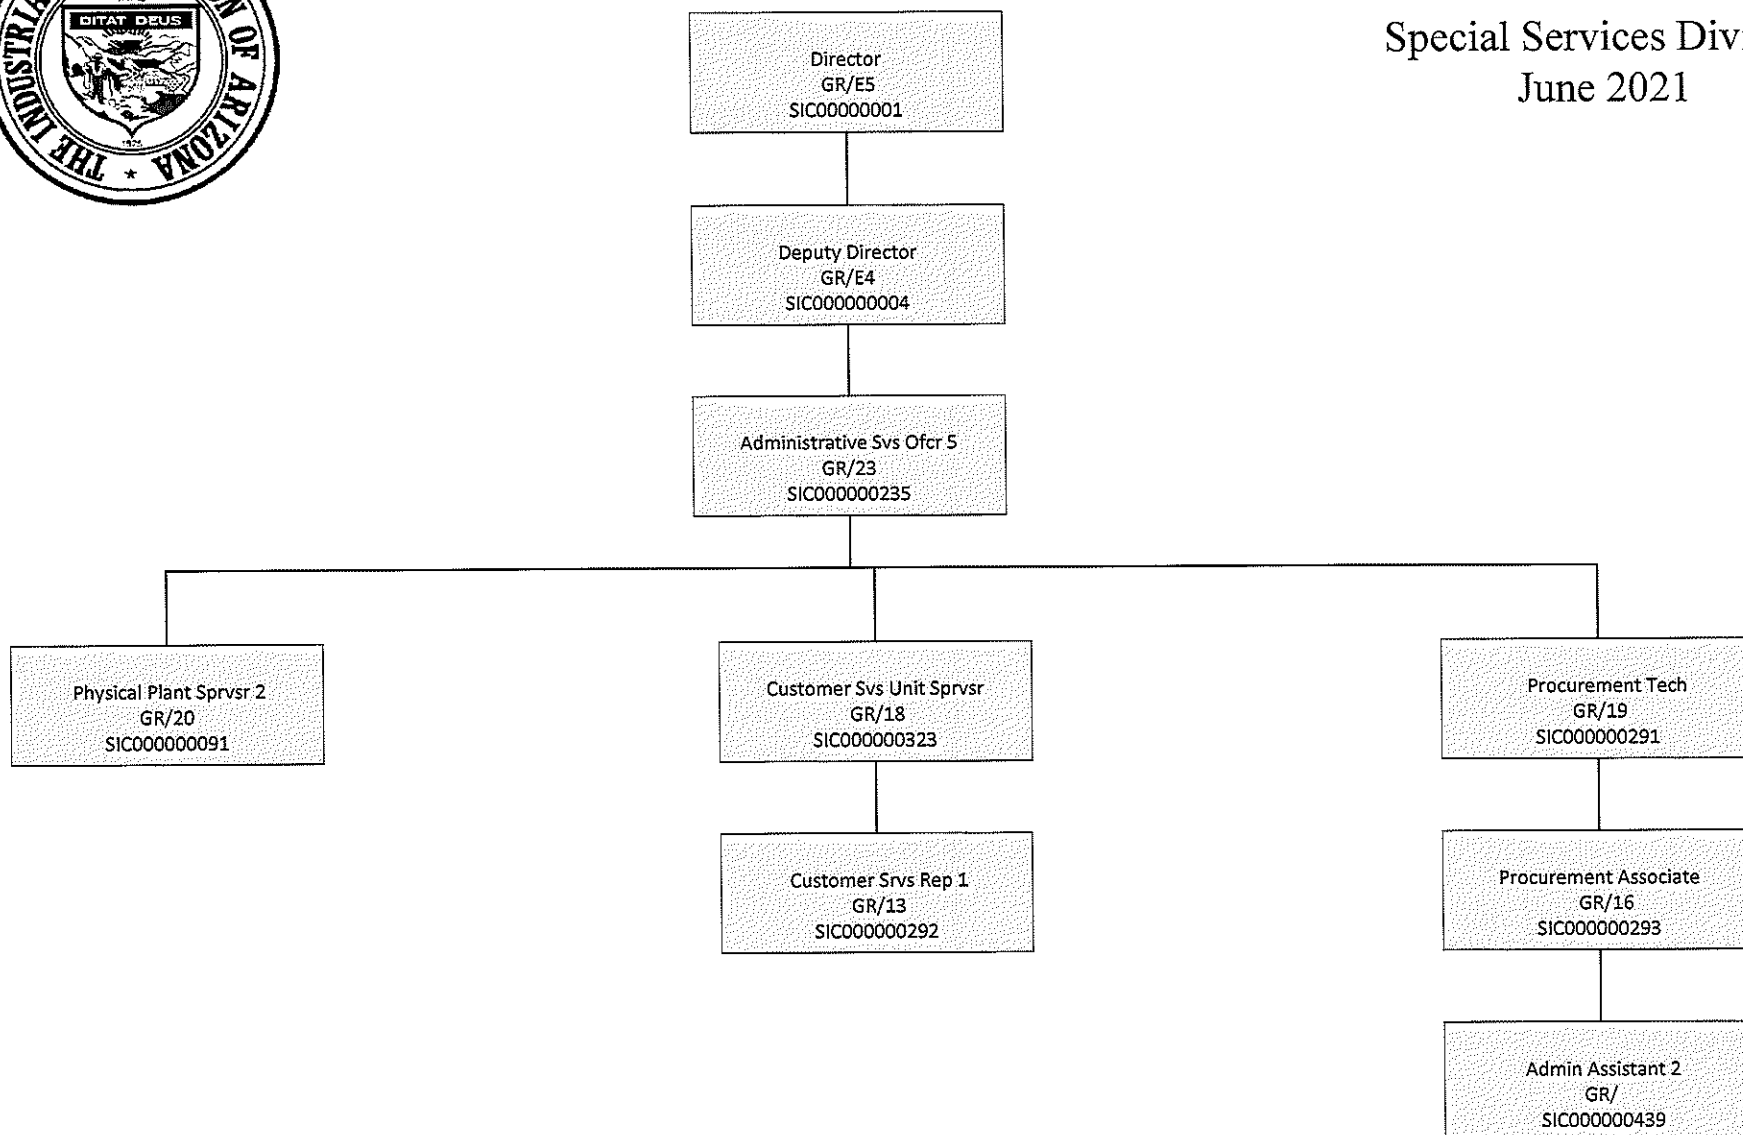 DITAT DEUS
THE INDUSTRIA
ON OF ARIZONA
Special Services Div
June 2021
Director
GR/E5
SIC00000001
Deputy Director
GR/E4
SIC000000004
Administrative Svs Ofcr 5
GR/23
SIC000000235
Physical Plant Sprvsr 2
GR/20
SIC000000091
Customer Svs Unit Sprvsr
GR/18
SIC000000323
Procurement Tech
GR/19
SIC000000291
Customer Srvs Rep 1
GR/13
SIC000000292
Procurement Associate
GR/16
SIC000000293
Admin Assistant 2
GR/
SIC000000439